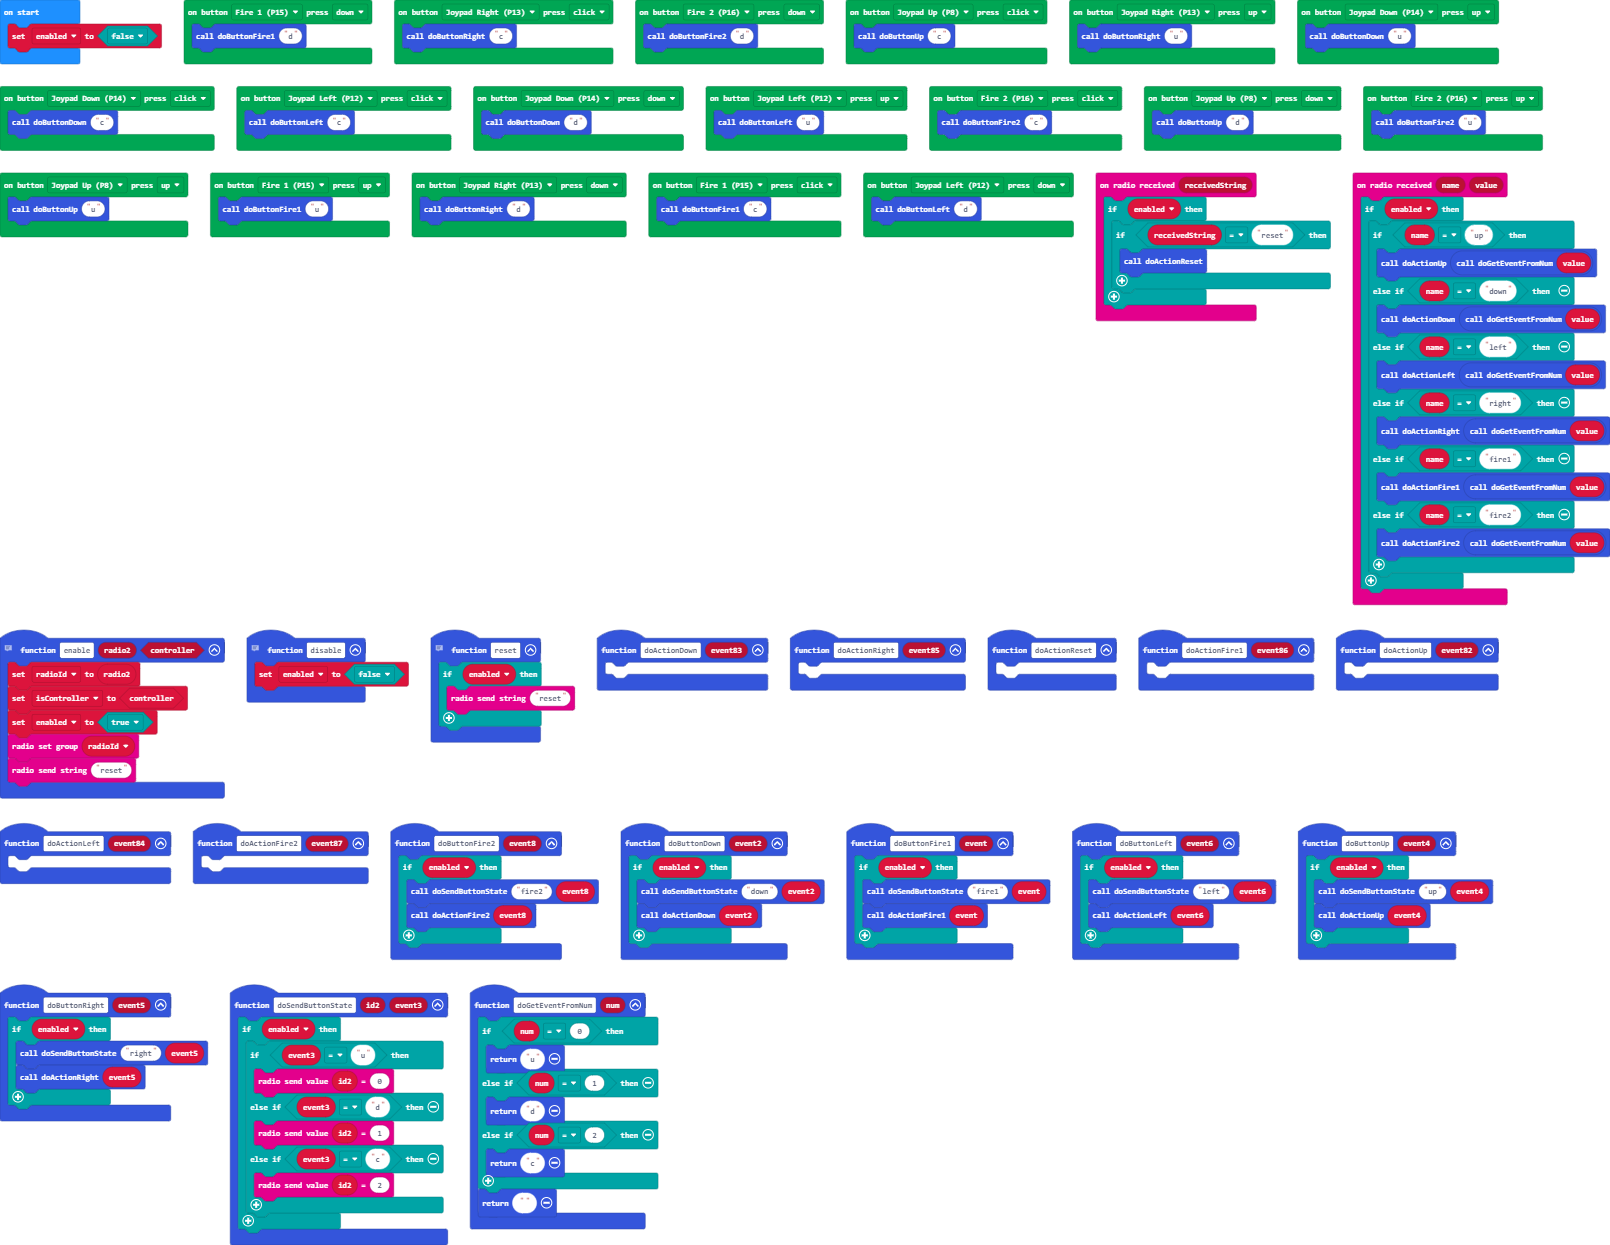 on start
set enabled to false
on button Fire 1 (P15) press down
call doButtonFire1 "d"
on button Joypad Right (P13) press click
call doButtonRight "c"
on button Fire 2 (P16) press down
call doButtonFire2 "d"
on button Joypad Up (P8) press click
call doButtonUp "c"
on button Joypad Right (P13) press up
call doButtonRight "u"
on button Joypad Down (P14) press up
call doButtonDown "u"
on button Joypad Down (P14) press click
call doButtonDown "c"
on button Joypad Left (P12) press click
call doButtonLeft "c"
on button Joypad Down (P14) press down
call doButtonDown "d"
on button Joypad Left (P12) press up
call doButtonLeft "u"
on button Fire 2 (P16) press click
call doButtonFire2 "c"
on button Joypad Up (P8) press down
call doButtonUp "d"
on button Fire 2 (P16) press up
call doButtonFire2 "u"
on button Joypad Up (P8) press up
call doButtonUp "u"
on button Fire 1 (P15) press up
call doButtonFire1 "u"
on button Joypad Right (P13) press down
call doButtonRight "d"
on button Fire 1 (P15) press click
call doButtonFire1 "c"
on button Joypad Left (P12) press down
call doButtonLeft "d"
on radio received receivedString
if enabled then
if receivedString = "reset" then
call doActionReset
on radio received name value
if enabled then
if name = "up" then
call doActionUp call doGetEventFromNum value
else if name = "down" then
call doActionDown call doGetEventFromNum value
else if name = "left" then
call doActionLeft call doGetEventFromNum value
else if name = "right" then
call doActionRight call doGetEventFromNum value
else if name = "fire1" then
call doActionFire1 call doGetEventFromNum value
else if name = "fire2" then
call doActionFire2 call doGetEventFromNum value
function enable radio2 controller
set radioId to radio2
set isController to controller
set enabled to true
radio set group radioId
radio send string "reset"
function disable
set enabled to false
function reset
if enabled then
radio send string "reset"
function doActionDown event83
function doActionRight event85
function doActionReset
function doActionFire1 event86
function doActionUp event82
function doActionLeft event84
function doActionFire2 event87
function doButtonFire2 event8
if enabled then
call doSendButtonState "fire2" event8
call doActionFire2 event8
function doButtonDown event2
if enabled then
call doSendButtonState "down" event2
call doActionDown event2
function doButtonFire1 event
if enabled then
call doSendButtonState "fire1" event
call doActionFire1 event
function doButtonLeft event6
if enabled then
call doSendButtonState "left" event6
call doActionLeft event6
function doButtonUp event4
if enabled then
call doSendButtonState "up" event4
call doActionUp event4
function doButtonRight event5
if enabled then
call doSendButtonState "right" event5
call doActionRight event5
function doSendButtonState id2 event3
if enabled then
if event3 = "u" then
radio send value id2 = 0
else if event3 = "d" then
radio send value id2 = 1
else if event3 = "c" then
radio send value id2 = 2
function doGetEventFromNum num
if num = 0 then
return "u"
else if num = 1 then
return "d"
else if num = 2 then
return "c"
return ""